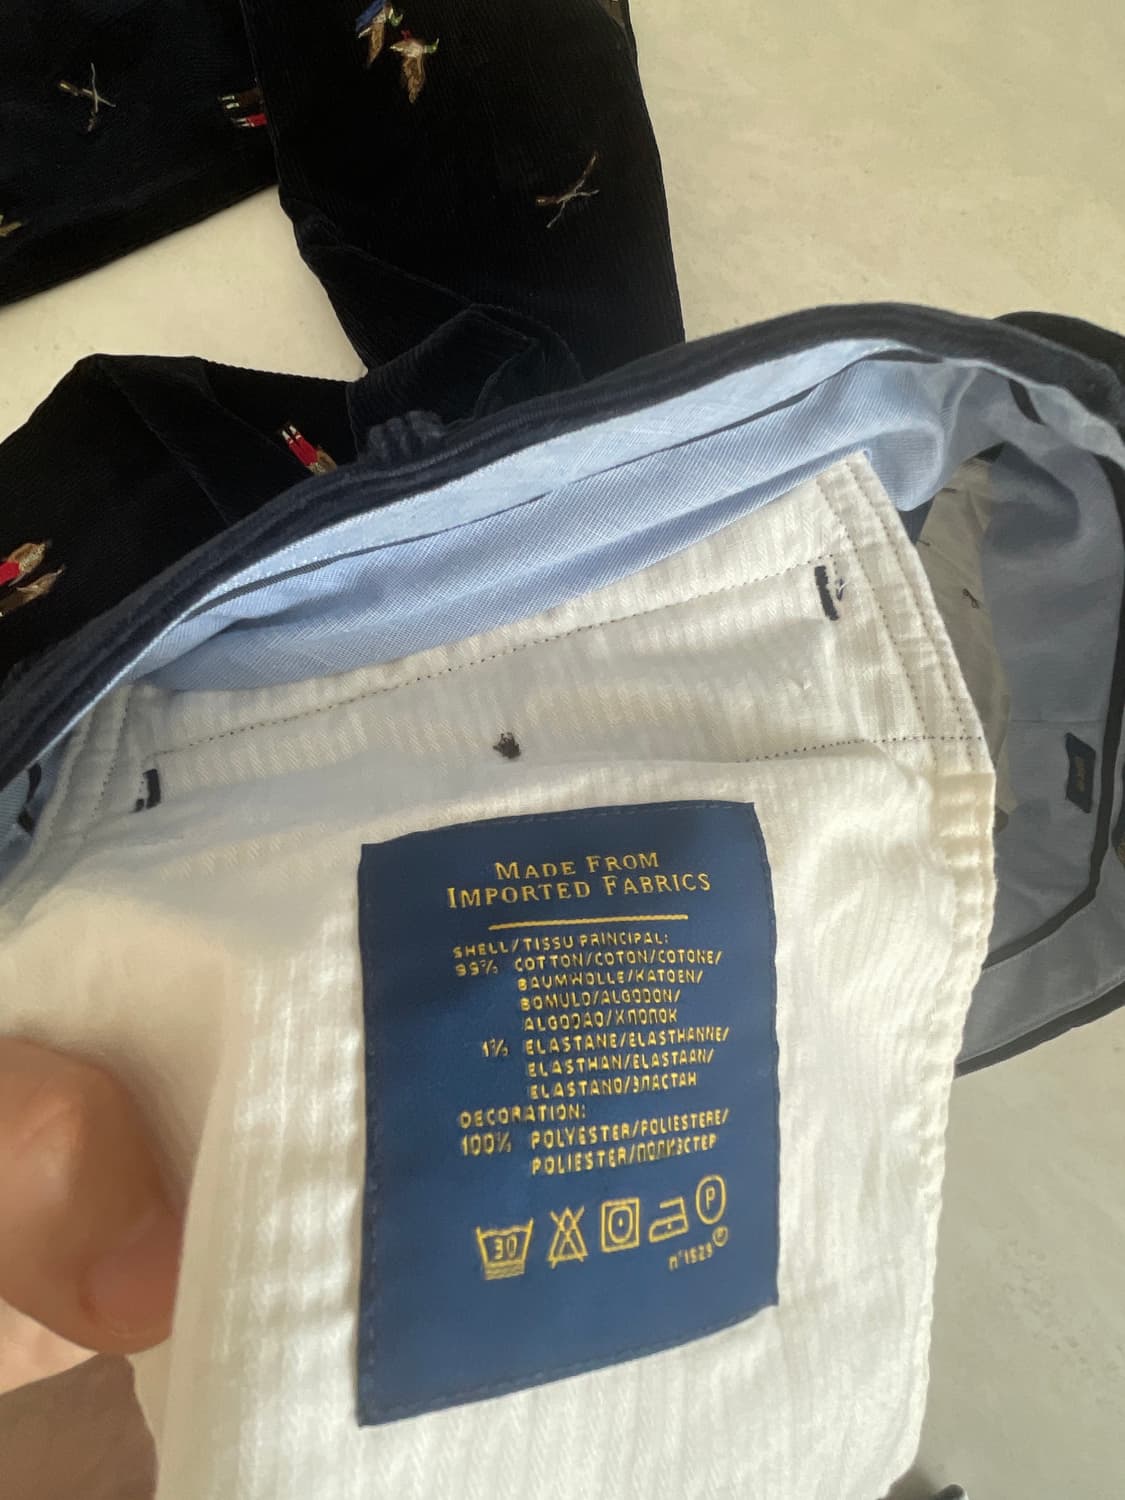 MADE FROM
IMPORTED FABRICS
SHELL/TISSU PRINCIPAL:
99% COTTON/COTON/COTONE/
BAUMWOLLE/KATOEN/
BOMULD/ALGODON/
ALGODAO/ХЛОПОК
1% ELASTANE/ELASTHANNE/
ELASTHAN/ELASTAAN/
ELASTANO/ЭЛАСТАН
DECORATION:
100% POLYESTER/POLIESTERE/
POLIESTER/ПОЛИЭСТЕР
30 P